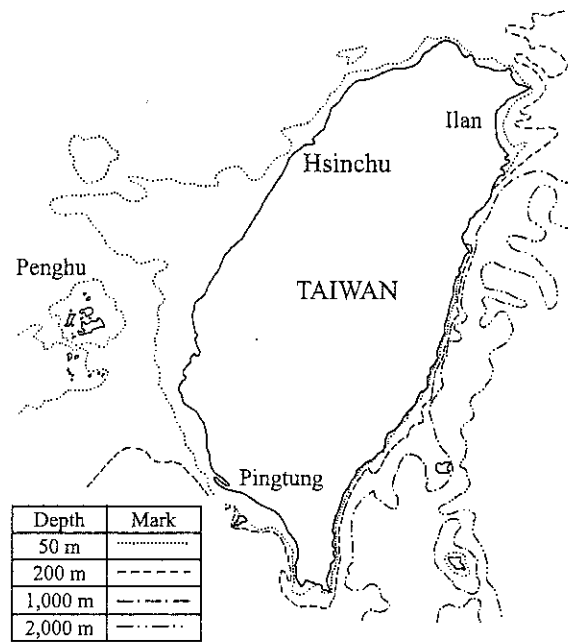 Ilan
Hsinchu
Penghu
TAIWAN
Pingtung
Depth Mark
50 m
200 m
1,000 m
2,000 m